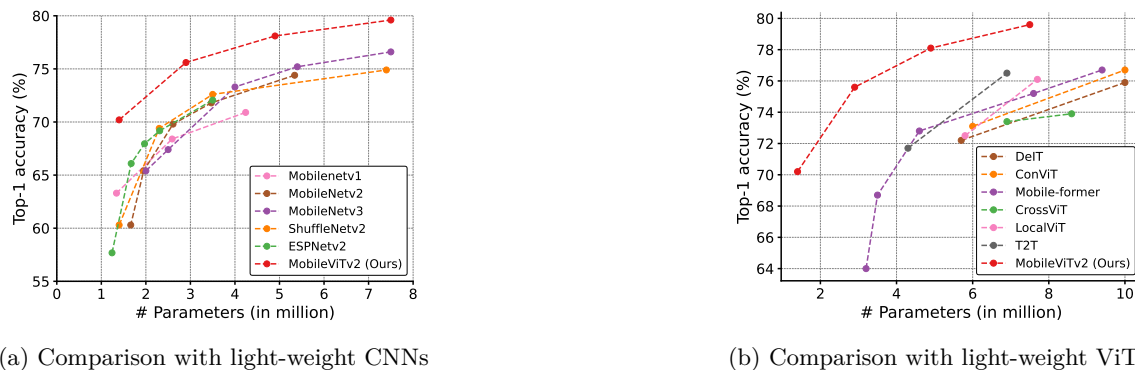 80
75
70
65
60
55
Top-1 accuracy (%)
0 1 2 3 4 5 6 7 8
# Parameters (in million)
Mobilenetv1
MobileNetv2
MobileNetv3
ShuffleNetv2
ESPNetv2
MobileViTv2 (Ours)
(a) Comparison with light-weight CNNs
80
78
76
74
72
70
68
66
64
Top-1 accuracy (%)
2 4 6 8 10
# Parameters (in million)
DeIT
ConViT
Mobile-former
CrossViT
LocalViT
T2T
MobileViTv2 (Ours)
(b) Comparison with light-weight ViT